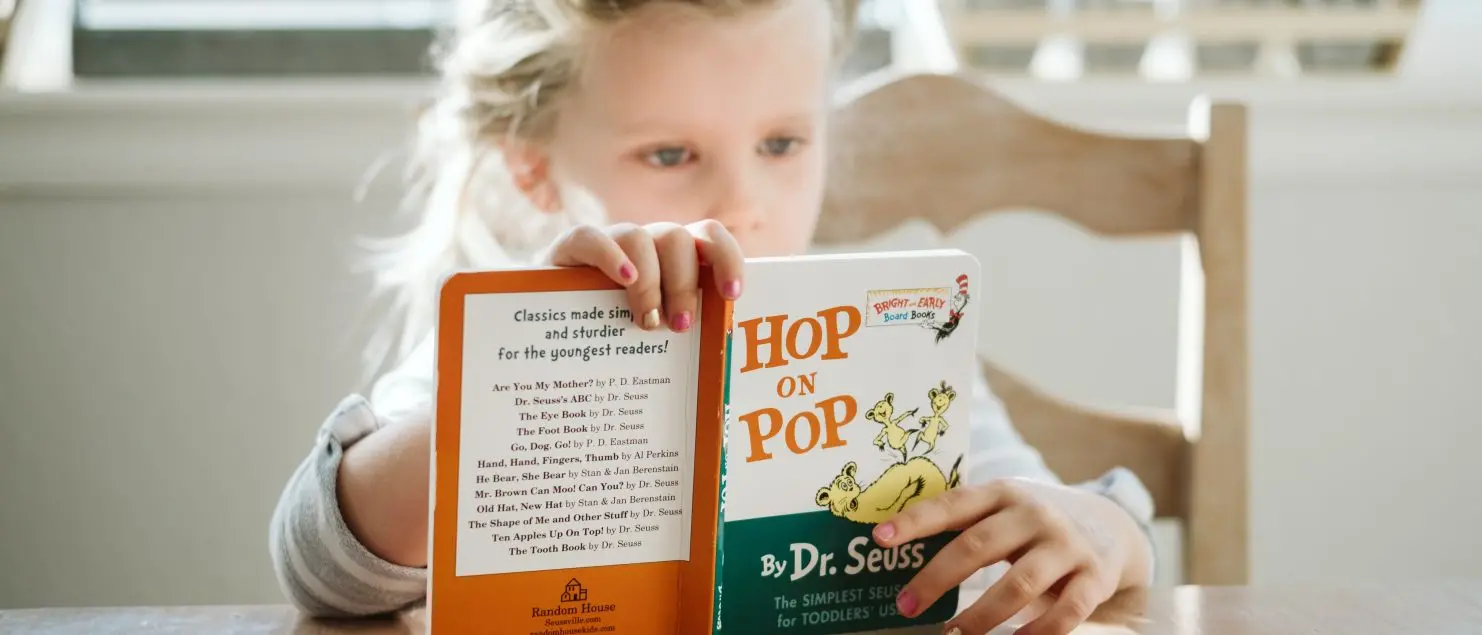 Classics made
and sturdier
for the youngest readers!
Are You My Mother? by P. D. Eastman
Dr. Seuss's ABC by Dr. Seuss
The Eye Book by Dr. Seuss
The Foot Book by Dr. Seuss
Go, Dog. Go! by P. D. Eastman
Hand, Hand, Fingers, Thumb by Al Perkins
He Bear, She Bear by Stan & Jan Berenstain
Mr. Brown Can Moo! Can You? by Dr. Seuss
Old Hat, New Hat by Stan & Jan Berenstain
The Shape of Me and Other Stuff by Dr. Seuss
Ten Apples Up On Top! by Dr. Seuss
The Tooth Book by Dr. Seuss
Random House
Seussville.com
randomhousekids.com
BRIGHT and EARLY
Board Books
HOP
ON
POP
By Dr. Seuss
The SIMPLEST
for TODDLERS'